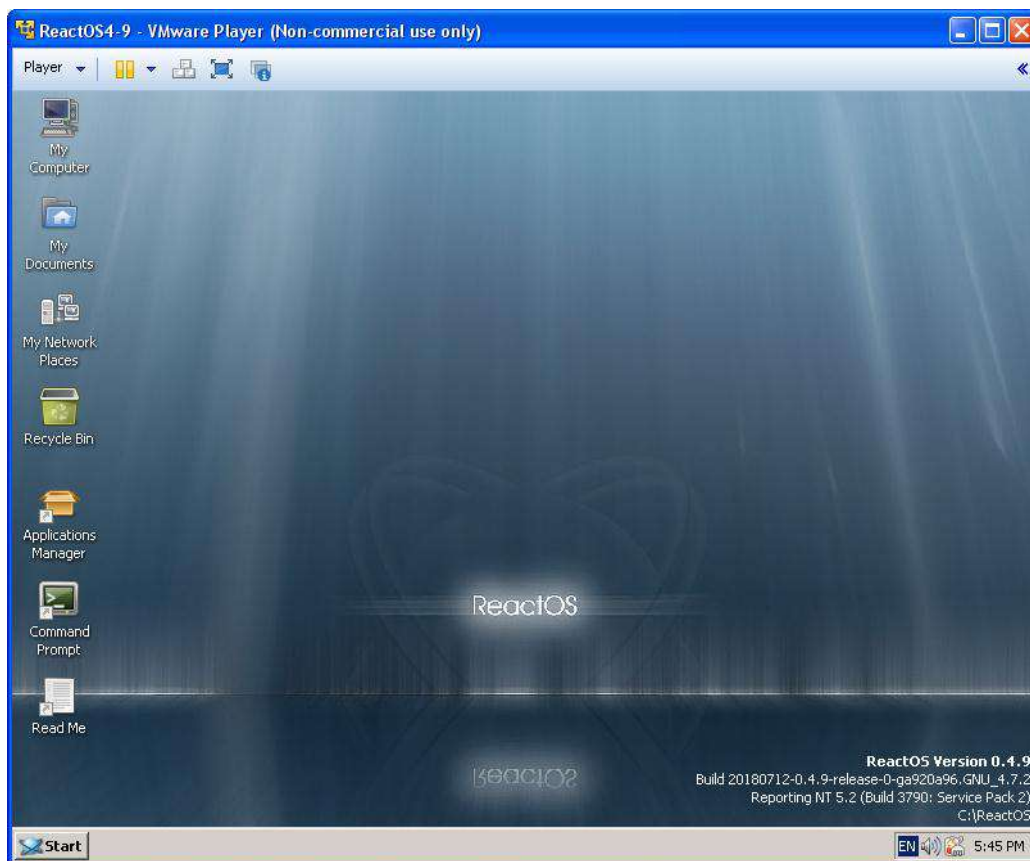 ReactOS4-9 - VMware Player (Non-commercial use only)
Player
My
Computer
My
Documents
My Network
Places
Recycle Bin
Applications
Manager
Command
Prompt
Read Me
ReactOS
ReactOS
ReactOS Version 0.4.9
Build 20180712-0.4.9-release-0-ga920a96.GNU_4.7.2
Reporting NT 5.2 (Build 3790: Service Pack 2)
C:\ReactOS
Start
EN
5:45 PM